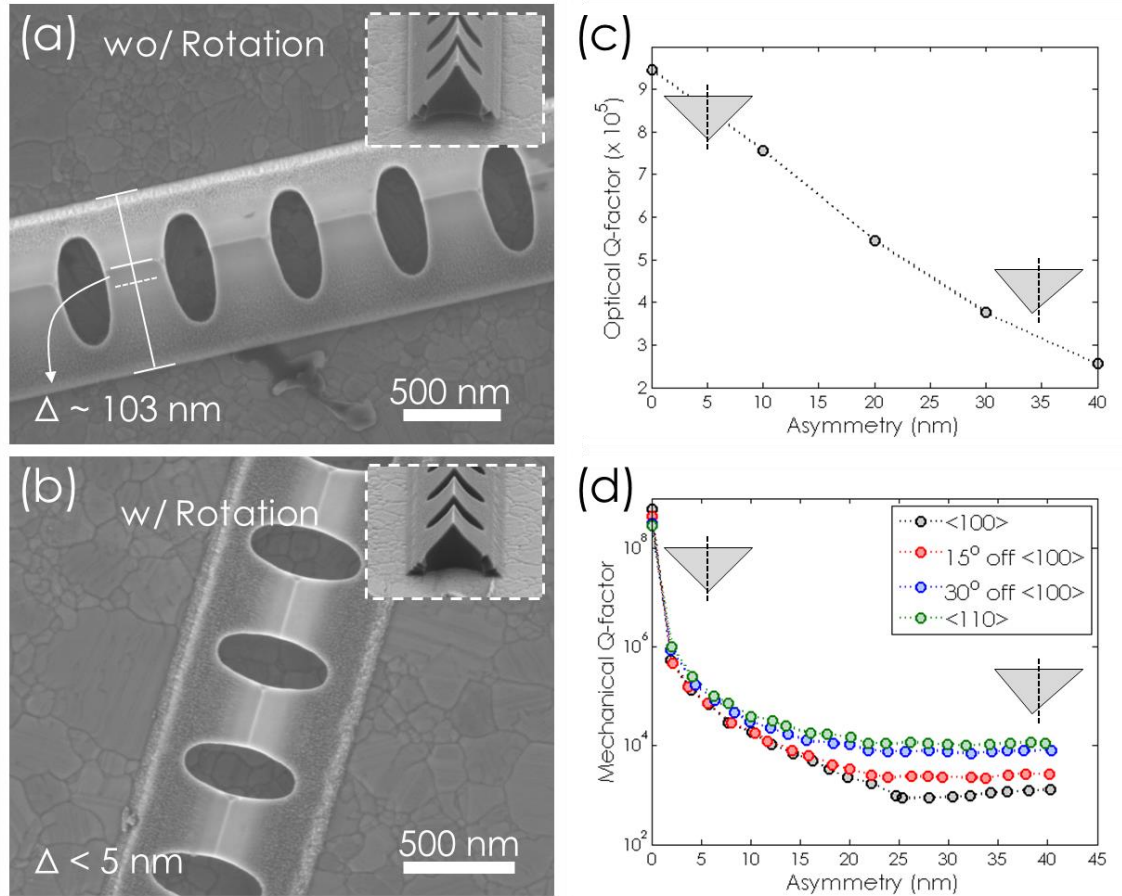 (a)
wo/ Rotation
Δ ~ 103 nm
500 nm
(b)
w/ Rotation
Δ < 5 nm
500 nm
(c)
Optical Q-factor (x 10⁵)
9
8
7
6
5
4
3
2
0 5 10 15 20 25 30 35 40
Asymmetry (nm)
(d)
Mechanical Q-factor
10⁸
10⁶
10⁴
10²
<100>
15° off <100>
30° off <100>
<110>
0 5 10 15 20 25 30 35 40 45
Asymmetry (nm)